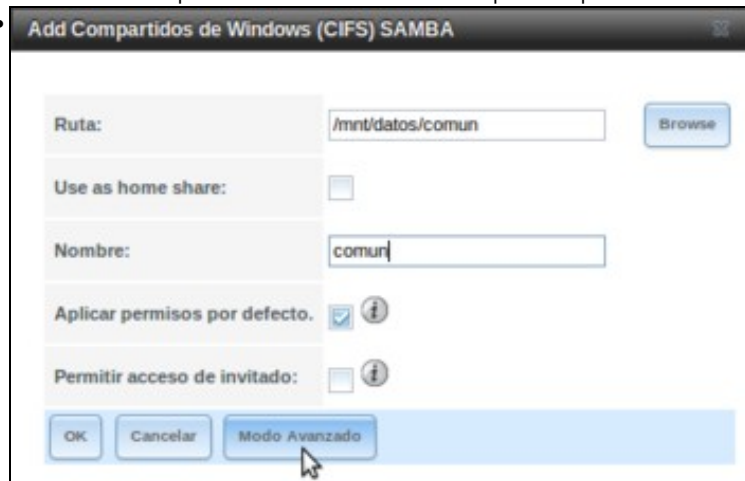 Add Compartidos de Windows (CIFS) SAMBA
Ruta: /mnt/datos/comun Browse
Use as home share:
Nombre: comun
Aplicar permisos por defecto.
Permitir acceso de invitado:
OK Cancelar Modo Avanzado